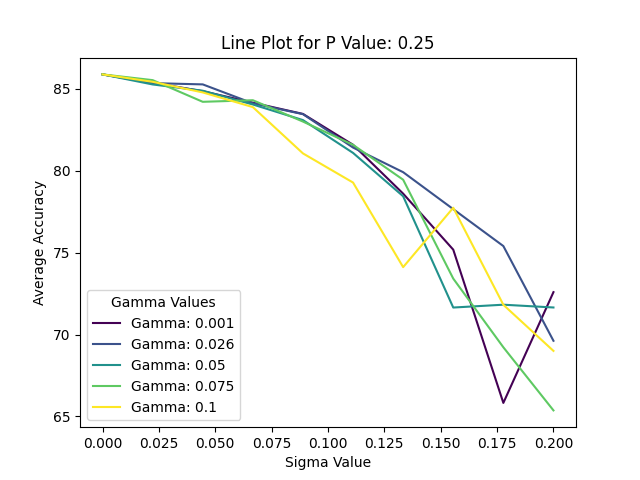 Line Plot for P Value: 0.25
85
80
75
70
65
Average Accuracy
Gamma Values
Gamma: 0.001
Gamma: 0.026
Gamma: 0.05
Gamma: 0.075
Gamma: 0.1
0.000 0.025 0.050 0.075 0.100 0.125 0.150 0.175 0.200
Sigma Value